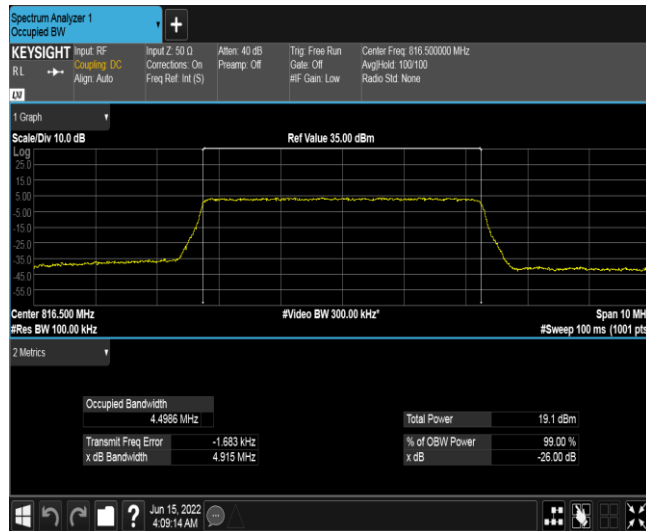 Spectrum Analyzer 1
Occupied BW
+
KEYSIGHT
RL
LXI
Input: RF
Coupling: DC
Align: Auto
Input Z: 50 Ω
Corrections: On
Freq Ref: Int (S)
Atten: 40 dB
Preamp: Off
Trig: Free Run
Gate: Off
#IF Gain: Low
Center Freq: 816.500000 MHz
Avg|Hold: 100/100
Radio Std: None
1 Graph
Scale/Div 10.0 dB
Ref Value 35.00 dBm
Log
25.0
15.0
5.00
-5.00
-15.0
-25.0
-35.0
-45.0
-55.0
Center 816.500 MHz
#Video BW 300.00 kHz*
Span 10 MH
#Res BW 100.00 kHz
#Sweep 100 ms (1001 pts
2 Metrics
Occupied Bandwidth
4.4986 MHz
Total Power 19.1 dBm
Transmit Freq Error -1.683 kHz
% of OBW Power 99.00 %
x dB Bandwidth 4.915 MHz
x dB -26.00 dB
?
Jun 15, 2022
4:09:14 AM